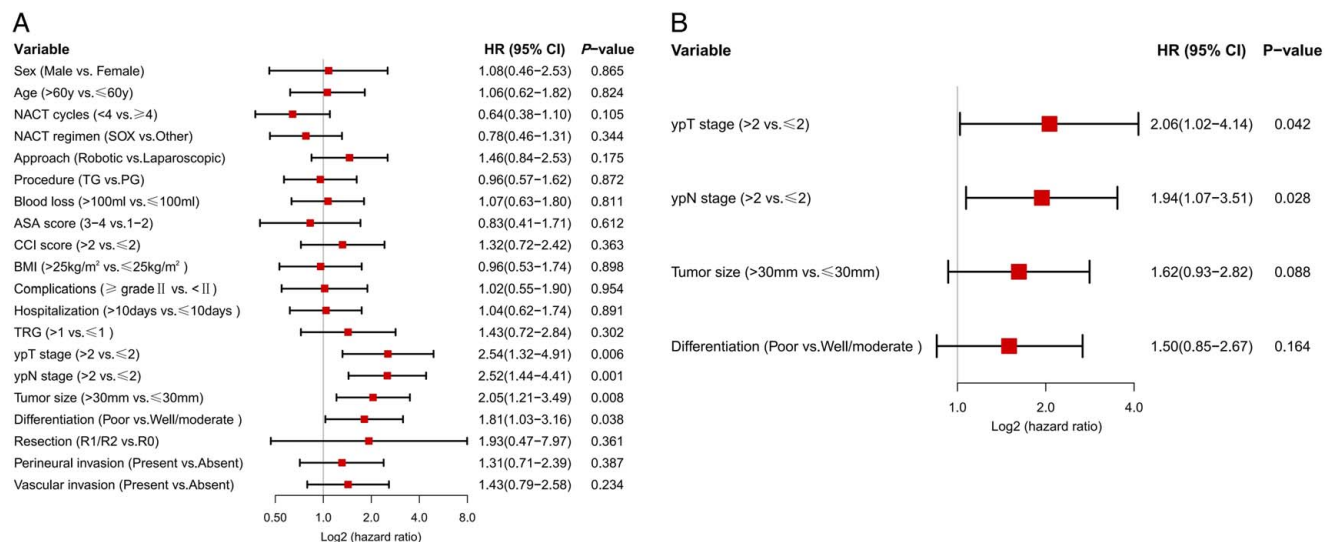 A
Variable HR (95% CI) P−value
Sex (Male vs. Female) 1.08(0.46−2.53) 0.865
Age (>60y vs.≤60y) 1.06(0.62−1.82) 0.824
NACT cycles (<4 vs.≥4) 0.64(0.38−1.10) 0.105
NACT regimen (SOX vs.Other) 0.78(0.46−1.31) 0.344
Approach (Robotic vs.Laparoscopic) 1.46(0.84−2.53) 0.175
Procedure (TG vs.PG) 0.96(0.57−1.62) 0.872
Blood loss (>100ml vs.≤100ml) 1.07(0.63−1.80) 0.811
ASA score (3−4 vs.1−2) 0.83(0.41−1.71) 0.612
CCI score (>2 vs.≤2) 1.32(0.72−2.42) 0.363
BMI (>25kg/m² vs.≤25kg/m² ) 0.96(0.53−1.74) 0.898
Complications (≥ gradeⅡ vs. <Ⅱ) 1.02(0.55−1.90) 0.954
Hospitalization (>10days vs.≤10days ) 1.04(0.62−1.74) 0.891
TRG (>1 vs.≤1 ) 1.43(0.72−2.84) 0.302
ypT stage (>2 vs.≤2) 2.54(1.32−4.91) 0.006
ypN stage (>2 vs.≤2) 2.52(1.44−4.41) 0.001
Tumor size (>30mm vs.≤30mm) 2.05(1.21−3.49) 0.008
Differentiation (Poor vs.Well/moderate ) 1.81(1.03−3.16) 0.038
Resection (R1/R2 vs.R0) 1.93(0.47−7.97) 0.361
Perineural invasion (Present vs.Absent) 1.31(0.71−2.39) 0.387
Vascular invasion (Present vs.Absent) 1.43(0.79−2.58) 0.234
0.50 1.0 2.0 4.0 8.0
Log2 (hazard ratio)
B
Variable HR (95% CI) P−value
ypT stage (>2 vs.≤2) 2.06(1.02−4.14) 0.042
ypN stage (>2 vs.≤2) 1.94(1.07−3.51) 0.028
Tumor size (>30mm vs.≤30mm) 1.62(0.93−2.82) 0.088
Differentiation (Poor vs.Well/moderate ) 1.50(0.85−2.67) 0.164
1.0 2.0 4.0
Log2 (hazard ratio)